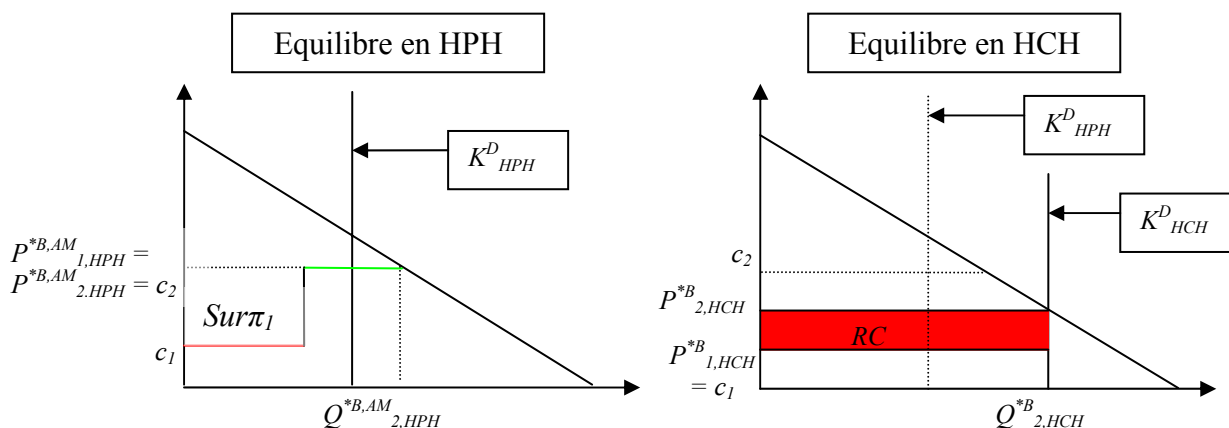 Equilibre en HPH
K^D_HPH
P^*B,AM_1,HPH =
P^*B,AM_2.HPH = c_2
Surπ_1
c_1
Q^*B,AM_2,HPH
Equilibre en HCH
K^D_HPH
K^D_HCH
c_2
P^*B_2,HCH
RC
P^*B_1,HCH
= c_1
Q^*B_2,HCH